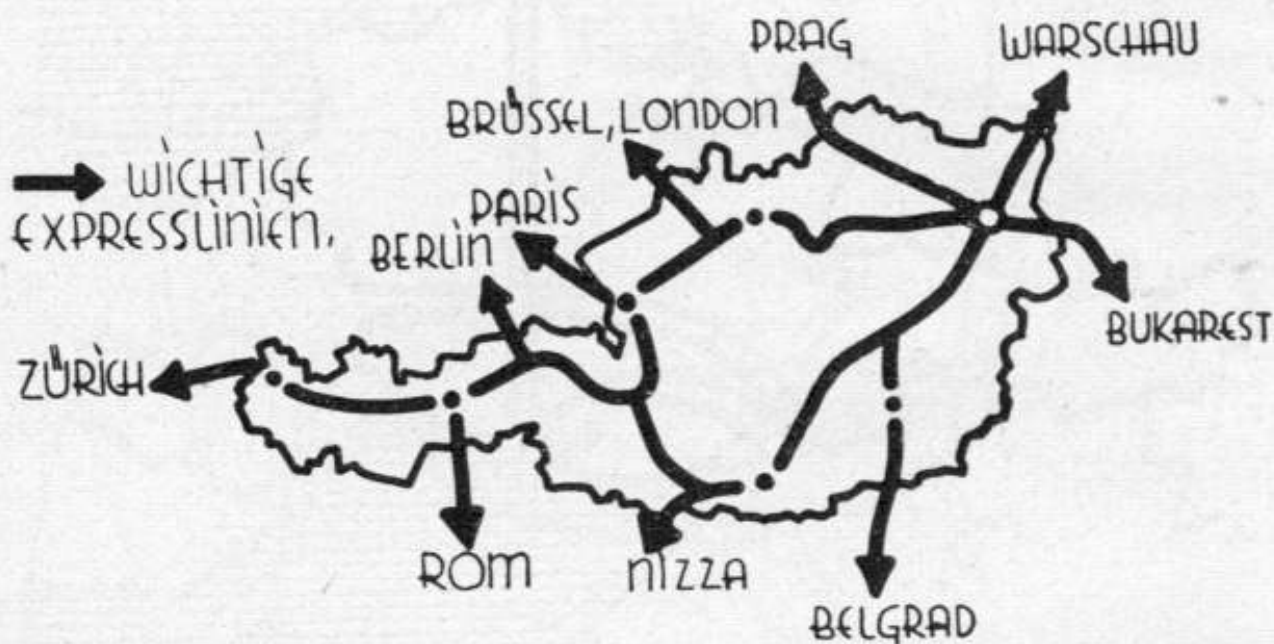 PRAG
WARSCHAU
BRÜSSEL, LONDON
WICHTIGE
EXPRESSLINIEN.
PARIS
BERLIN
BUKAREST
ZÜRICH
ROM
NIZZA
BELGRAD